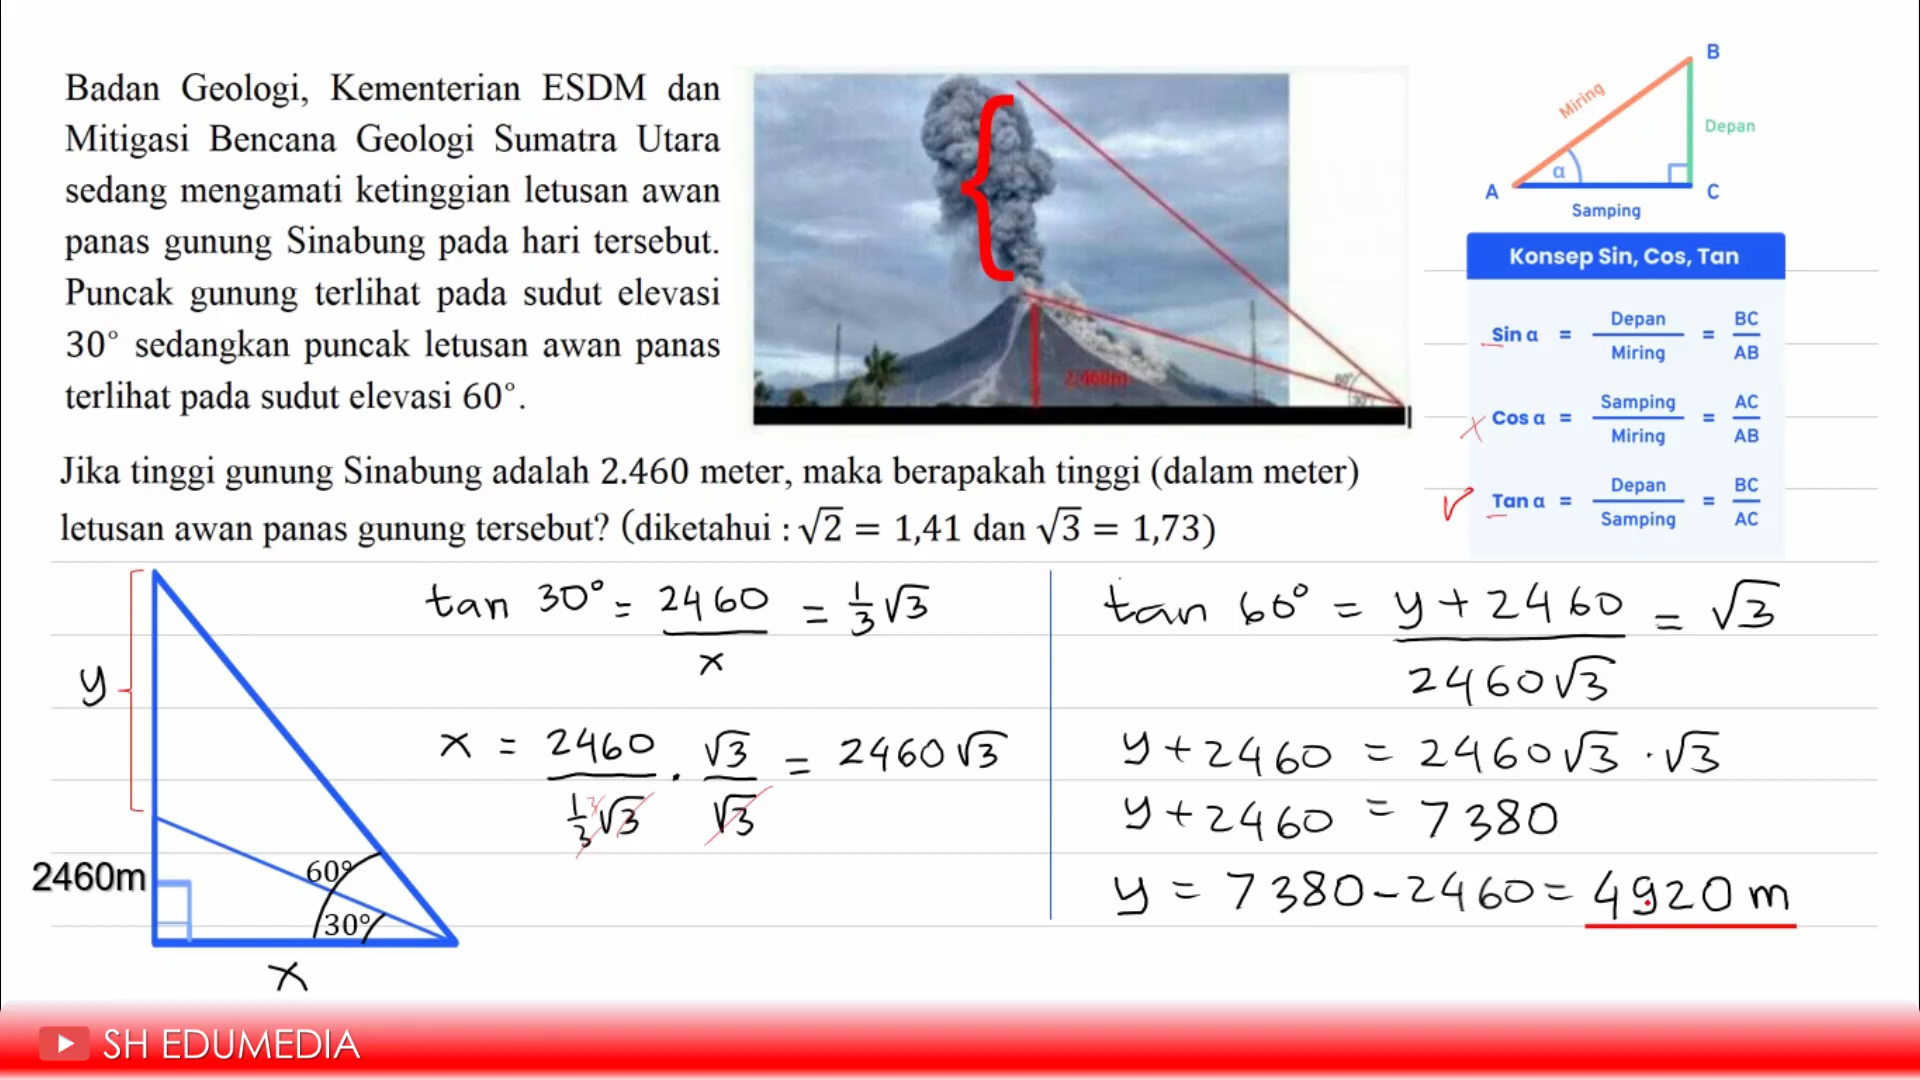 Badan Geologi, Kementerian ESDM dan
Mitigasi Bencana Geologi Sumatra Utara
sedang mengamati ketinggian letusan awan
panas gunung Sinabung pada hari tersebut.
Puncak gunung terlihat pada sudut elevasi
30° sedangkan puncak letusan awan panas
terlihat pada sudut elevasi 60°.
2.460m
60°
30°
B
Miring
Depan
α
A
C
Samping
Konsep Sin, Cos, Tan
Sin α = Depan / Miring = BC / AB
Cos α = Samping / Miring = AC / AB
Tan α = Depan / Samping = BC / AC
Jika tinggi gunung Sinabung adalah 2.460 meter, maka berapakah tinggi (dalam meter)
letusan awan panas gunung tersebut? (diketahui : √2 = 1,41 dan √3 = 1,73)
y
2460m
60°
30°
x
tan 30° = 2460 / x = 1/3 √3
x = 2460 / 1/3 √3 · √3 / √3 = 2460 √3
3
tan 60° = y + 2460 / 2460 √3 = √3
y + 2460 = 2460 √3 · √3
y + 2460 = 7380
y = 7380 - 2460 = 4920 m
SH EDUMEDIA